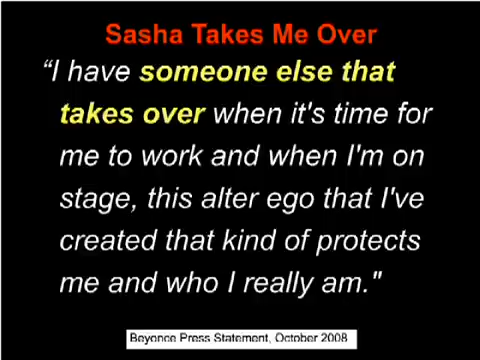 Sasha Takes Me Over
“I have someone else that
takes over when it's time for
me to work and when I'm on
stage, this alter ego that I've
created that kind of protects
me and who I really am."
Beyonce Press Statement, October 2008